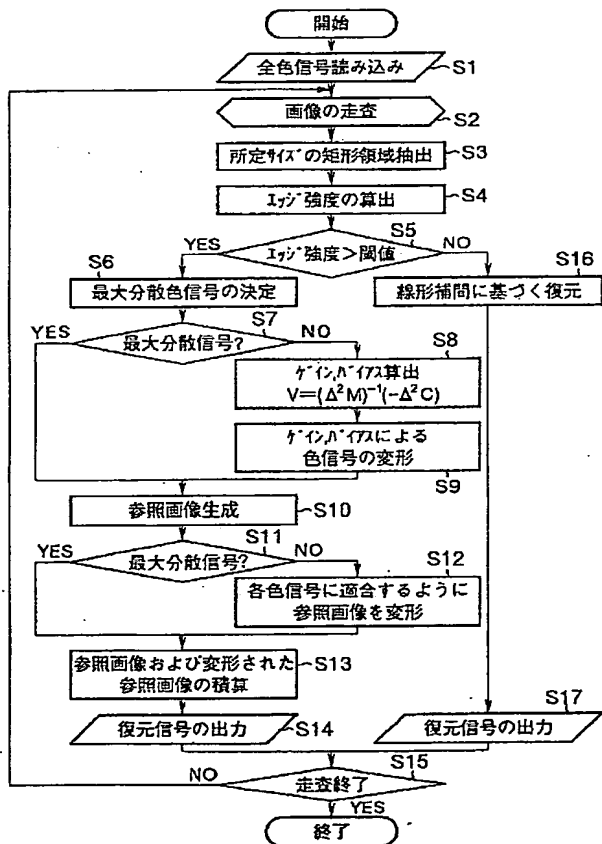 開始
全色信号読み込み
S1
画像の走査
S2
所定サイズの矩形領域抽出
S3
エッジ強度の算出
S4
S5
YES
エッジ強度>閾値
NO
S6
S16
最大分散色信号の決定
線形補問に基づく復元
S7
YES
最大分散信号?
NO
S8
ゲイン,バイアス算出
V=(Δ²M)⁻¹(-Δ²C)
ゲイン,バイアスによる
色信号の変形
S9
参照画像生成
S10
S11
YES
最大分散信号?
NO
S12
各色信号に適合するように
参照画像を変形
参照画像および変形された
参照画像の積算
S13
S17
復元信号の出力
S14
復元信号の出力
S15
NO
走査終了
YES
終了